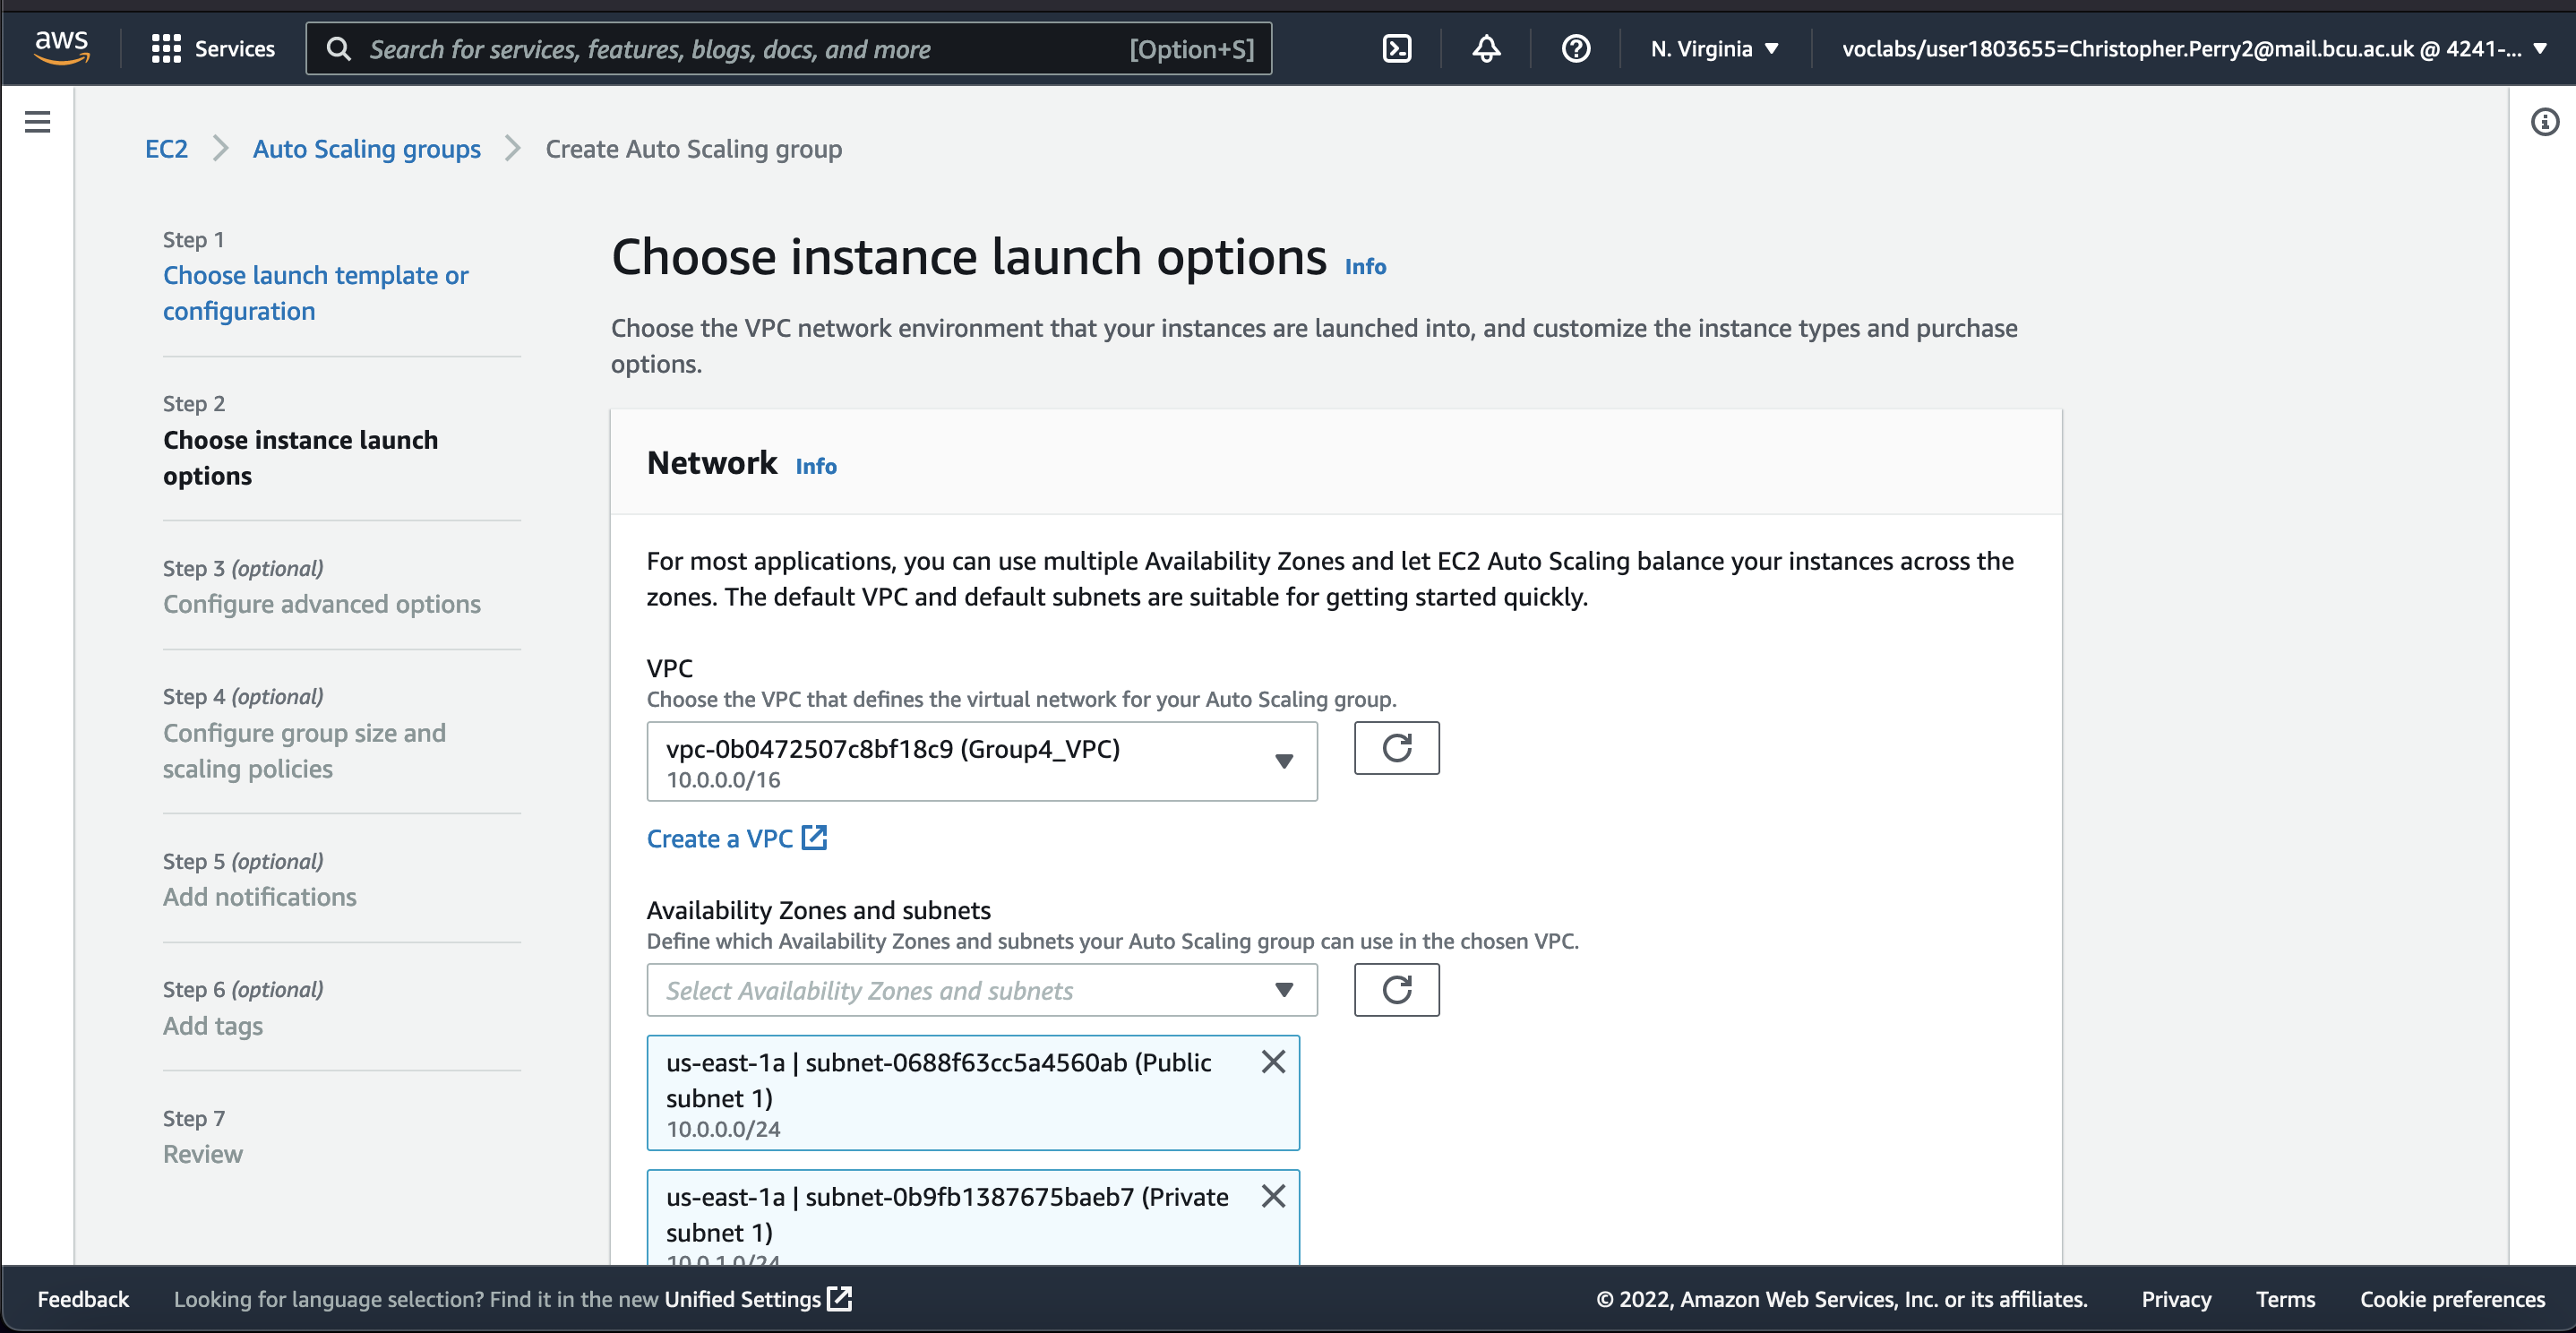 aws
Services
Search for services, features, blogs, docs, and more
[Option+S]
N. Virginia
voclabs/user1803655=Christopher.Perry2@mail.bcu.ac.uk @ 4241-...
EC2
Auto Scaling groups
Create Auto Scaling group
Step 1
Choose launch template or
configuration
Step 2
Choose instance launch
options
Step 3 (optional)
Configure advanced options
Step 4 (optional)
Configure group size and
scaling policies
Step 5 (optional)
Add notifications
Step 6 (optional)
Add tags
Step 7
Review
Choose instance launch options Info
Choose the VPC network environment that your instances are launched into, and customize the instance types and purchase
options.
Network Info
For most applications, you can use multiple Availability Zones and let EC2 Auto Scaling balance your instances across the
zones. The default VPC and default subnets are suitable for getting started quickly.
VPC
Choose the VPC that defines the virtual network for your Auto Scaling group.
vpc-0b0472507c8bf18c9 (Group4_VPC)
10.0.0.0/16
Create a VPC
Availability Zones and subnets
Define which Availability Zones and subnets your Auto Scaling group can use in the chosen VPC.
Select Availability Zones and subnets
us-east-1a | subnet-0688f63cc5a4560ab (Public
subnet 1)
10.0.0.0/24
us-east-1a | subnet-0b9fb1387675baeb7 (Private
subnet 1)
10.0.1.0/24
Feedback
Looking for language selection? Find it in the new Unified Settings
© 2022, Amazon Web Services, Inc. or its affiliates.
Privacy
Terms
Cookie preferences